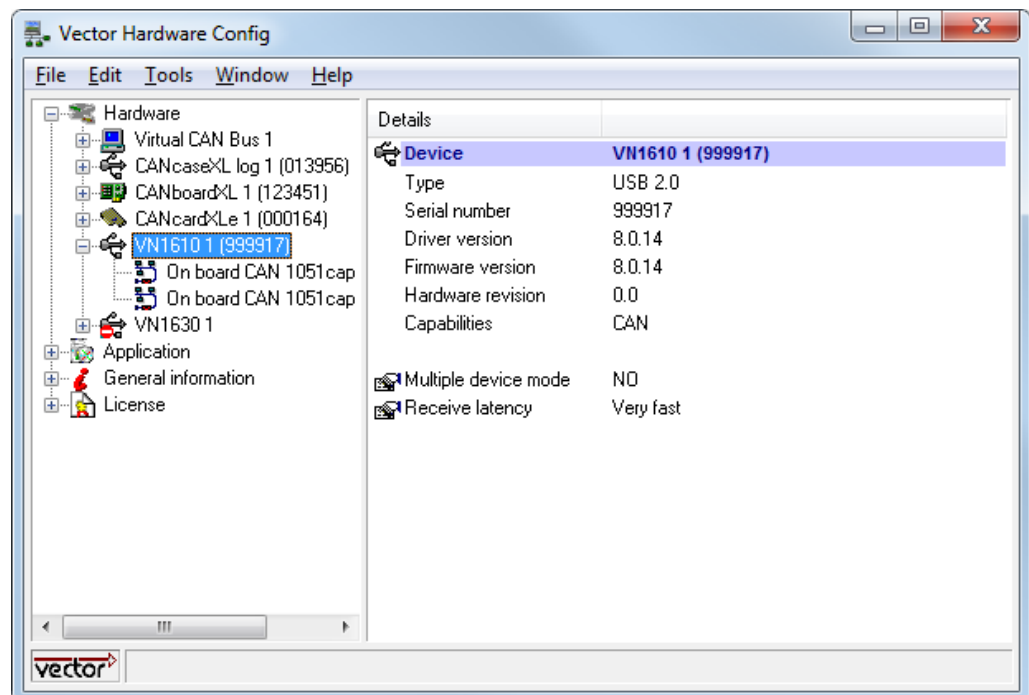 Vector Hardware Config
File Edit Tools Window Help
Hardware
Virtual CAN Bus 1
CANcaseXL log 1 (013956)
CANboardXL 1 (123451)
CANcardXLe 1 (000164)
VN1610 1 (999917)
On board CAN 1051cap
On board CAN 1051cap
VN1630 1
Application
General information
License
Details
Device VN1610 1 (999917)
Type USB 2.0
Serial number 999917
Driver version 8.0.14
Firmware version 8.0.14
Hardware revision 0.0
Capabilities CAN
Multiple device mode NO
Receive latency Very fast
vector